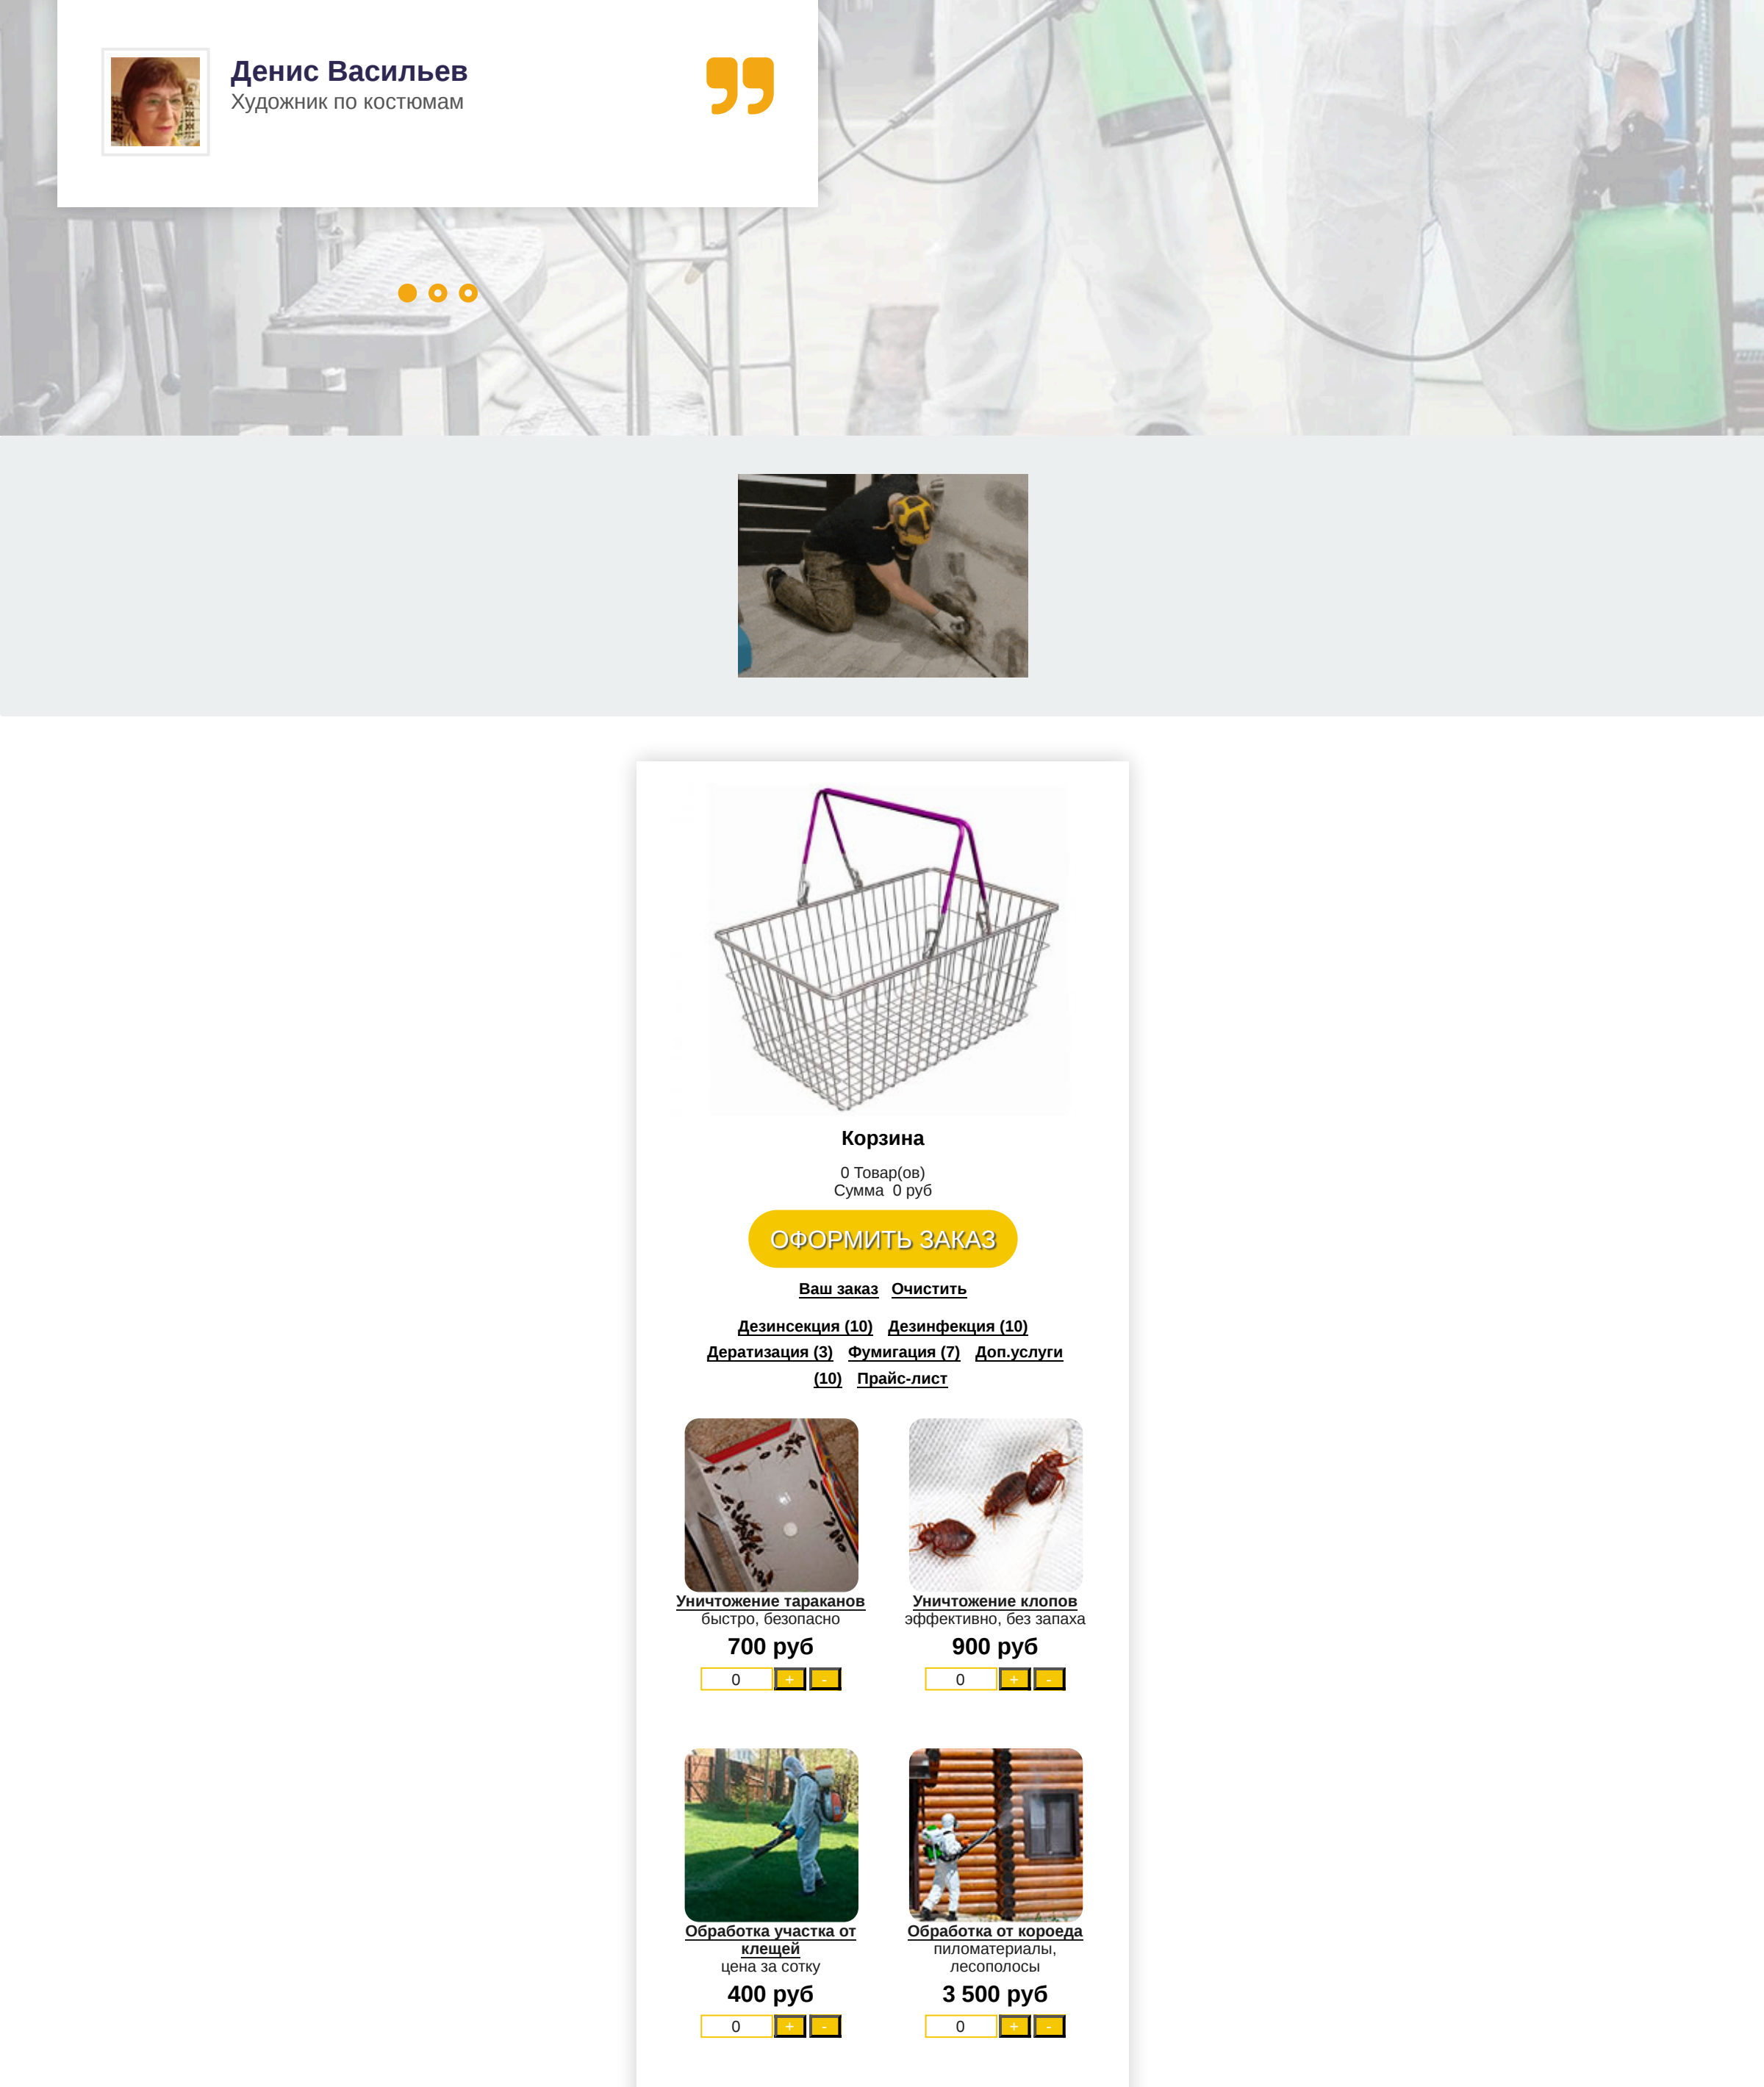 Денис Васильев
Художник по костюмам
Корзина
0 Товар(ов)
Сумма 0 руб
ОФОРМИТЬ ЗАКАЗ
Ваш заказ Очистить
Дезинсекция (10) Дезинфекция (10)
Дератизация (3) Фумигация (7) Доп.услуги
(10) Прайс-лист
Уничтожение тараканов
быстро, безопасно
700 руб
0 + -
Уничтожение клопов
эффективно, без запаха
900 руб
0 + -
Обработка участка от
клещей
цена за сотку
400 руб
0 + -
Обработка от короеда
пиломатериалы,
лесополосы
3 500 руб
0 + -